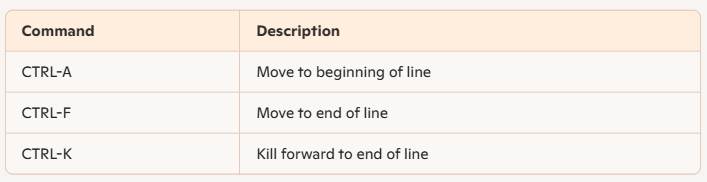 Command Description
CTRL-A Move to beginning of line
CTRL-F Move to end of line
CTRL-K Kill forward to end of line